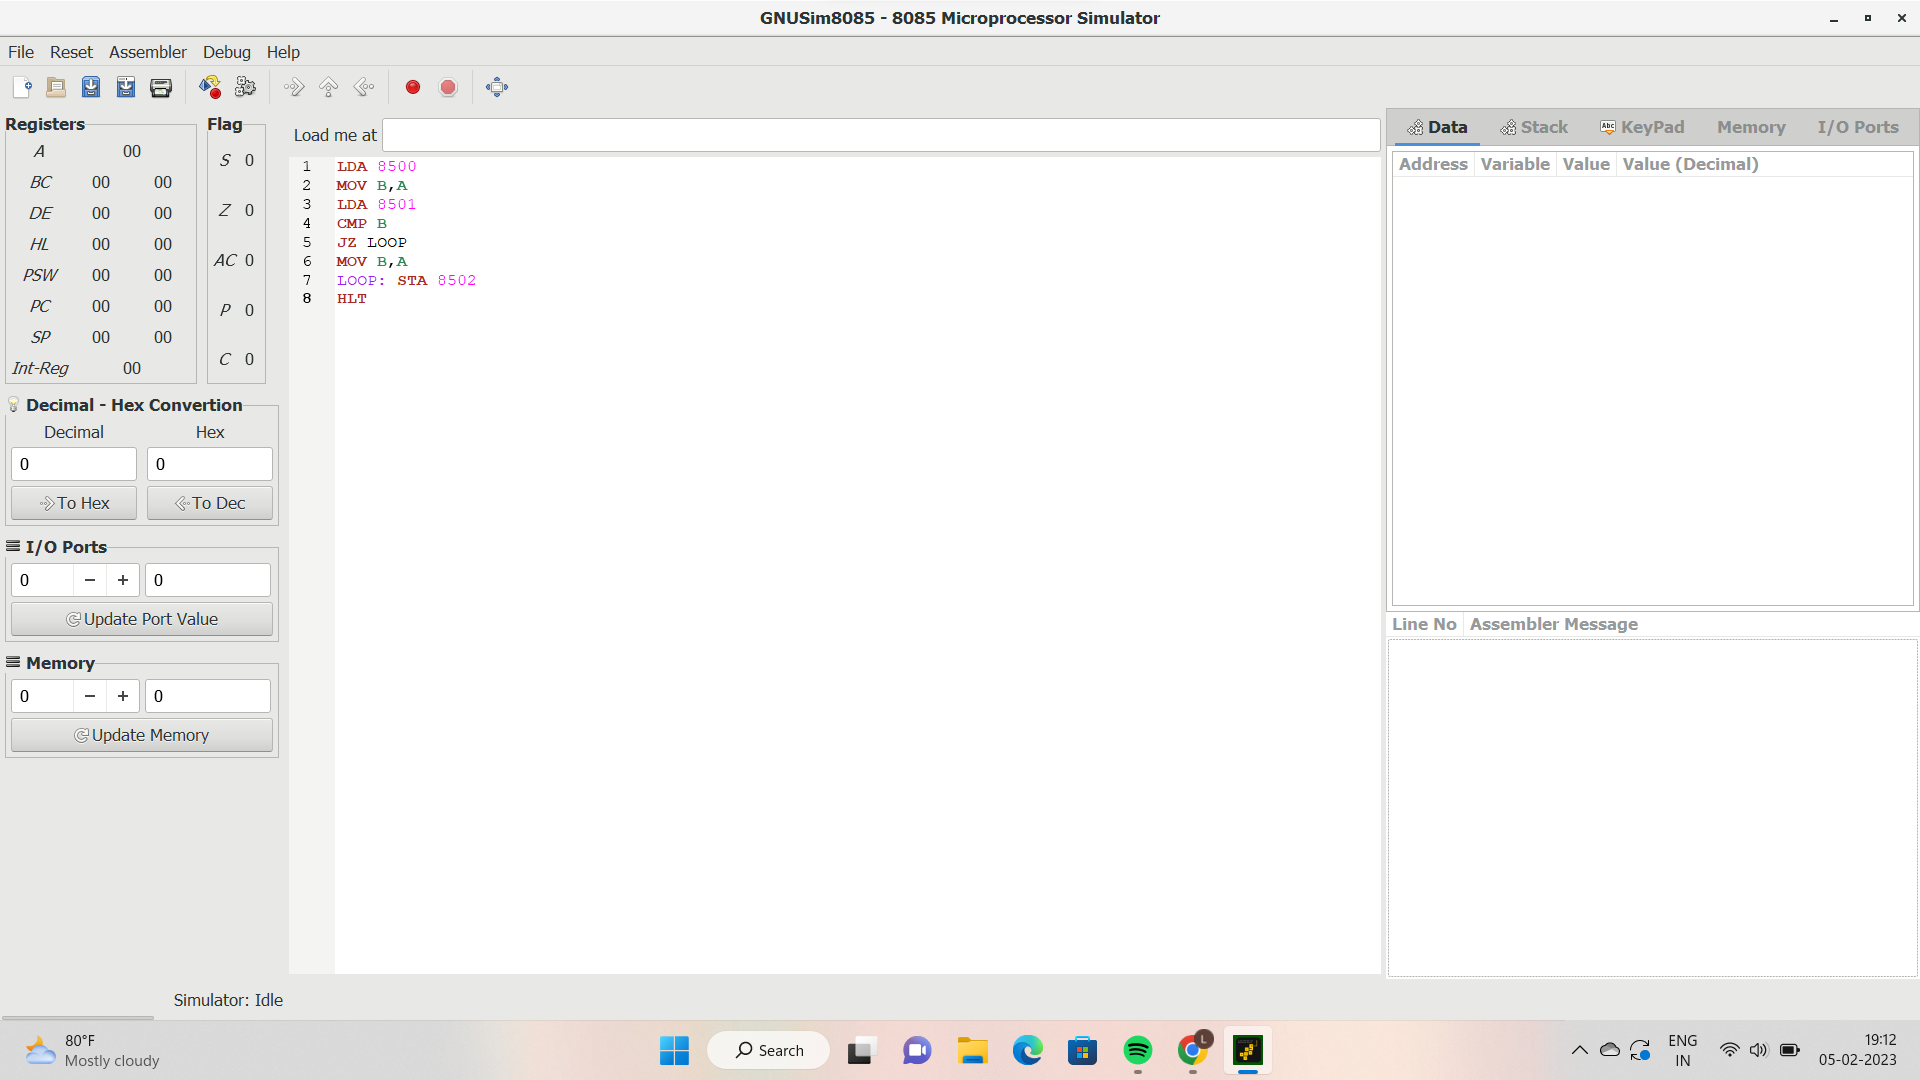 GNUSim8085 - 8085 Microprocessor Simulator
File Reset Assembler Debug Help
Registers
A 00
BC 00 00
DE 00 00
HL 00 00
PSW 00 00
PC 00 00
SP 00 00
Int-Reg 00
Flag
S 0
Z 0
AC 0
P 0
C 0
Decimal - Hex Convertion
Decimal Hex
0 0
To Hex To Dec
I/O Ports
0 − + 0
Update Port Value
Memory
0 − + 0
Update Memory
Load me at
1 LDA 8500
2 MOV B,A
3 LDA 8501
4 CMP B
5 JZ LOOP
6 MOV B,A
7 LOOP: STA 8502
8 HLT
Data Stack Abc KeyPad Memory I/O Ports
Address Variable Value Value (Decimal)
Line No Assembler Message
Simulator: Idle
80°F
Mostly cloudy
Search
L
ENG
IN
19:12
05-02-2023